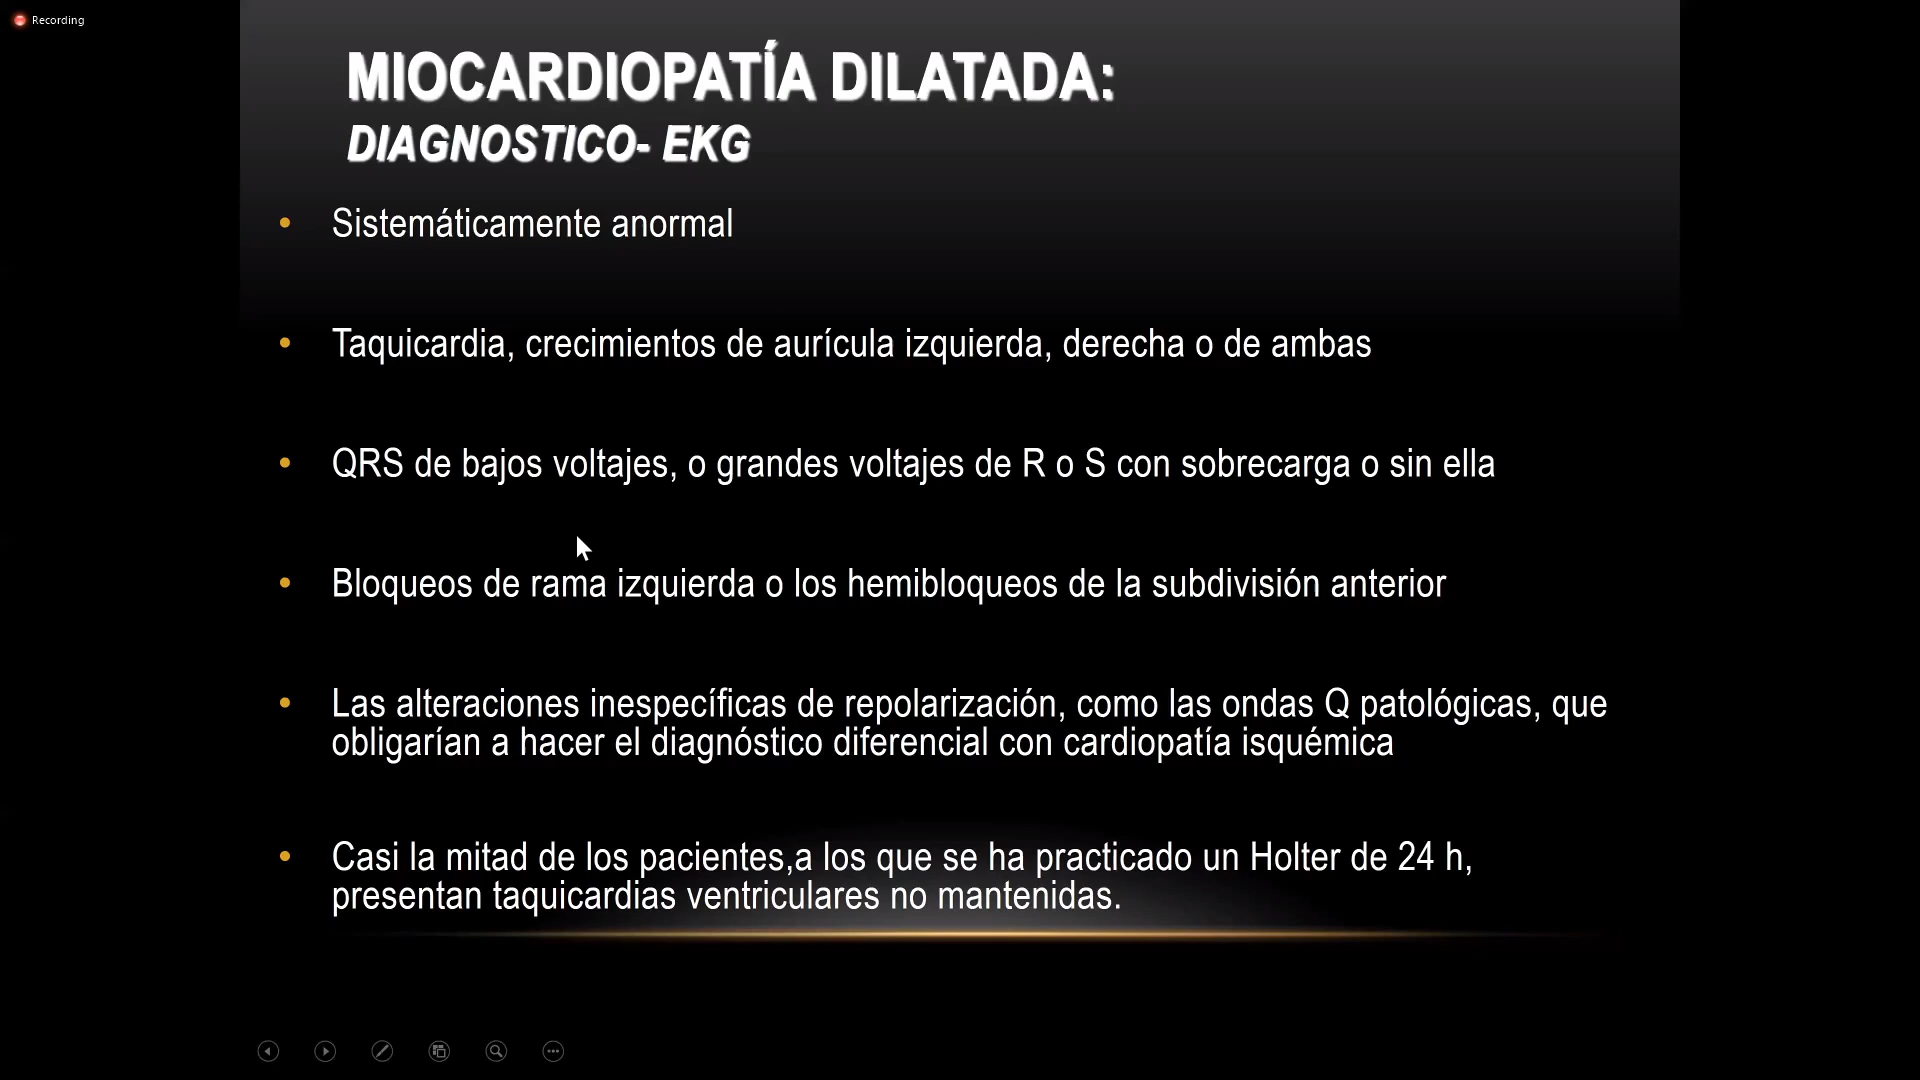 Recording
MIOCARDIOPATÍA DILATADA:
DIAGNOSTICO- EKG
• Sistemáticamente anormal
• Taquicardia, crecimientos de aurícula izquierda, derecha o de ambas
• QRS de bajos voltajes, o grandes voltajes de R o S con sobrecarga o sin ella
• Bloqueos de rama izquierda o los hemibloqueos de la subdivisión anterior
• Las alteraciones inespecíficas de repolarización, como las ondas Q patológicas, que
obligarían a hacer el diagnóstico diferencial con cardiopatía isquémica
• Casi la mitad de los pacientes,a los que se ha practicado un Holter de 24 h,
presentan taquicardias ventriculares no mantenidas.